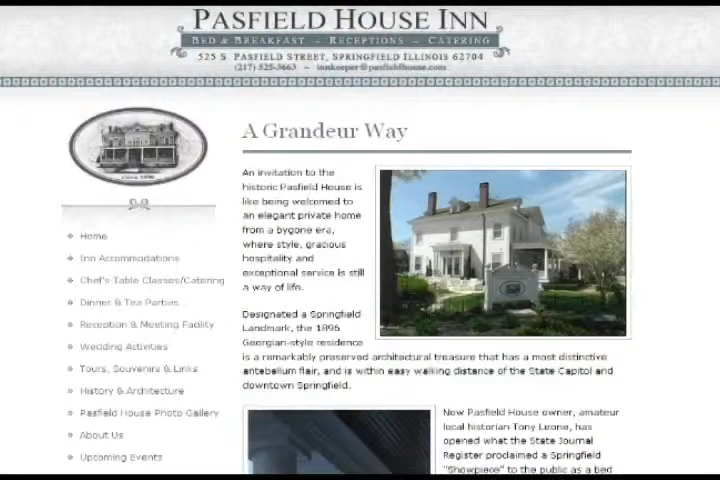 PASFIELD HOUSE INN
BED & BREAKFAST ~ RECEPTIONS ~ CATERING
525 S. PASFIELD STREET, SPRINGFIELD ILLINOIS 62704
(217) 525-3663 ~ innkeeper@pasfieldhouse.com
A Grandeur Way
An invitation to the
historic Pasfield House is
like being welcomed to
an elegant private home
from a bygone era,
where style, gracious
hospitality and
exceptional service is still
a way of life.
Designated a Springfield
Landmark, the 1896
Georgian-style residence
is a remarkably preserved architectural treasure that has a most distinctive
antebellum flair, and is within easy walking distance of the State Capitol and
downtown Springfield.
Home
Inn Accommodations
Chef's Table Classes/Catering
Dinner & Tea Parties
Reception & Meeting Facility
Wedding Activities
Tours, Souvenirs & Links
History & Architecture
Pasfield House Photo Gallery
About Us
Upcoming Events
Now Pasfield House owner, amateur
local historian Tony Leone, has
opened what the State Journal
Register proclaimed a Springfield
"Showpiece" to the public as a bed